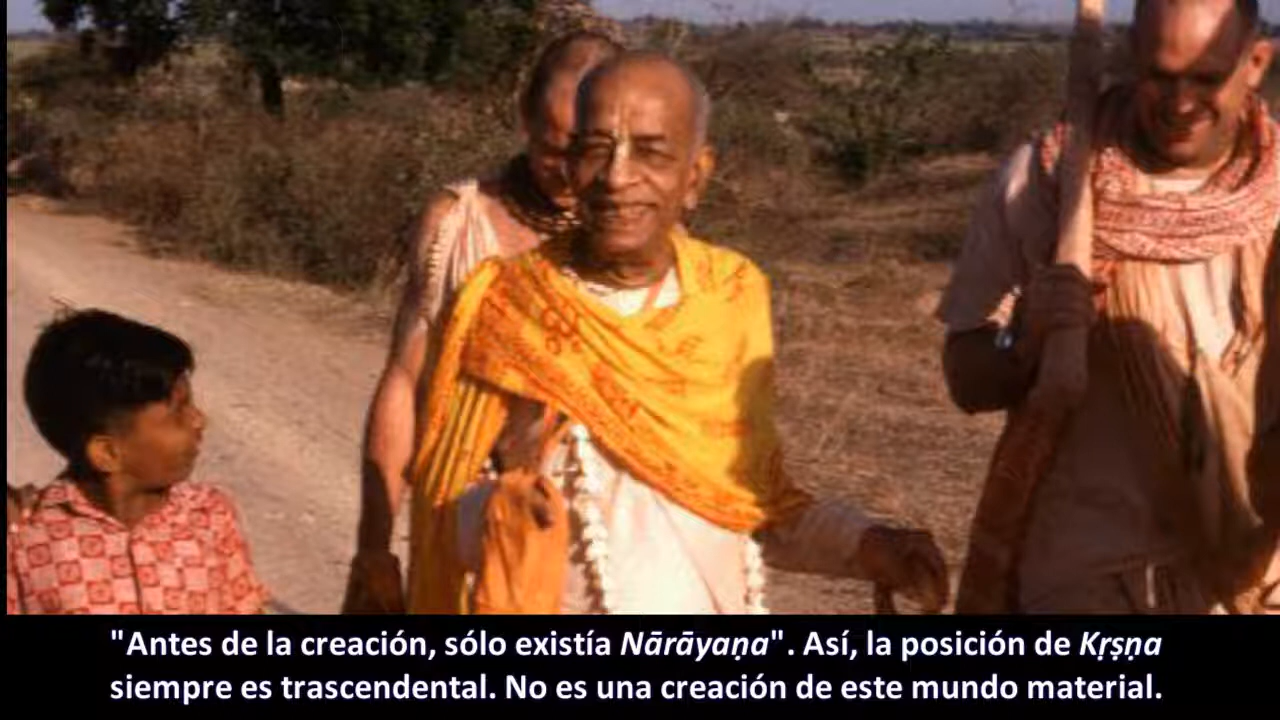 "Antes de la creación, sólo existía Nārāyaṇa". Así, la posición de Kṛṣṇa
siempre es trascendental. No es una creación de este mundo material.